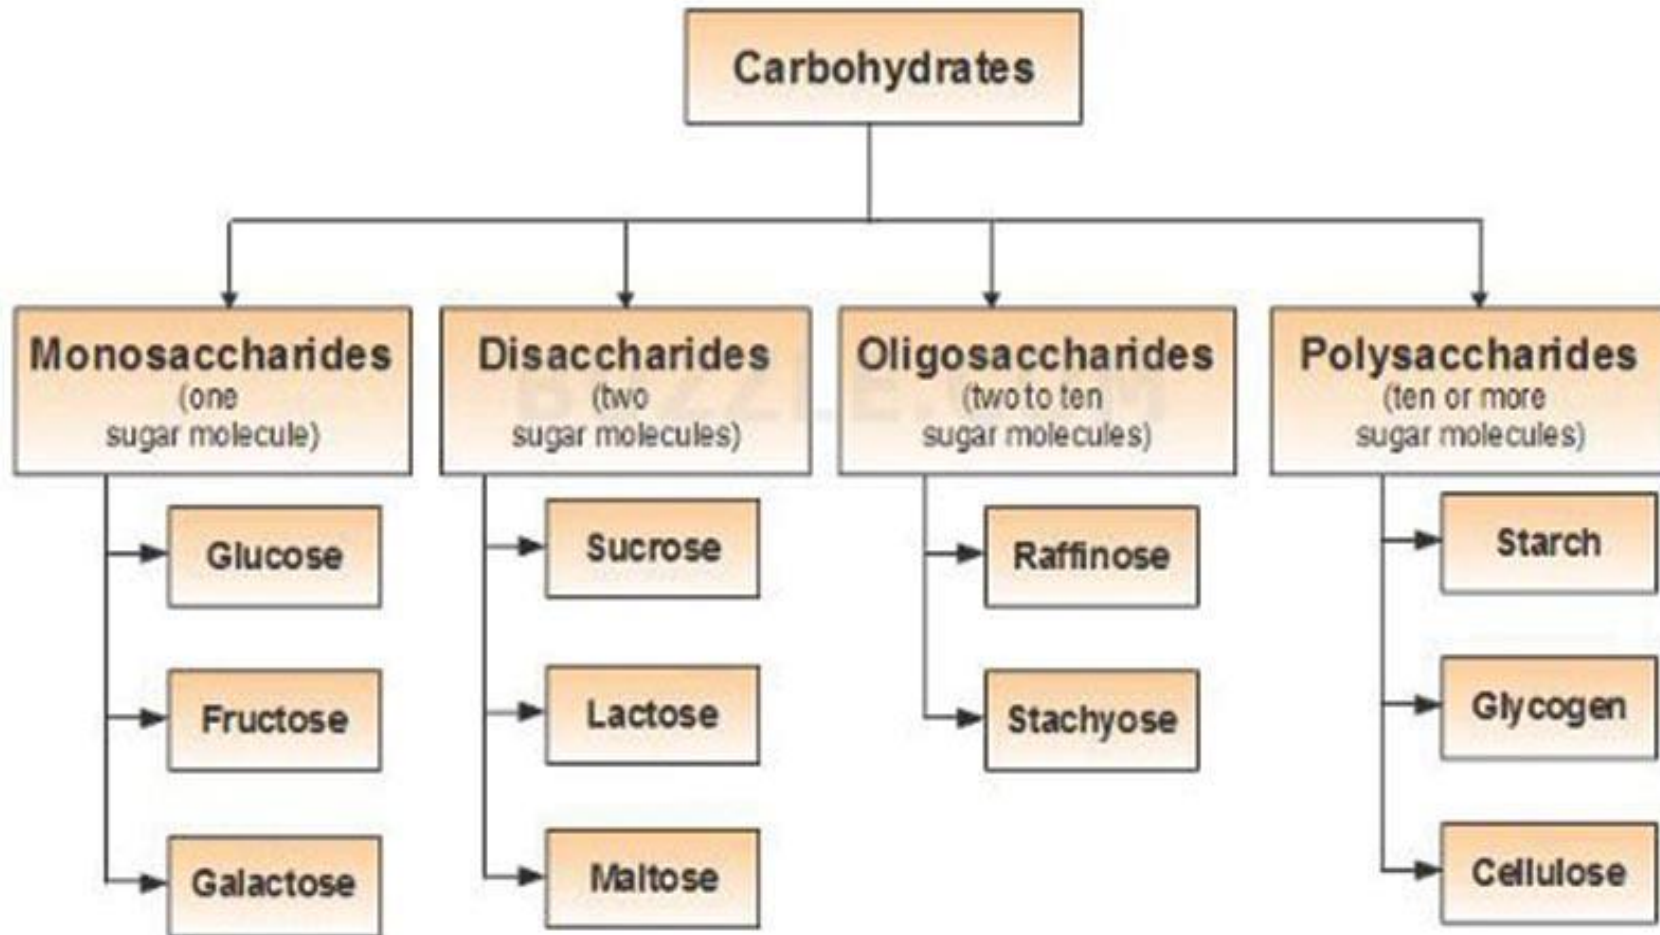 Carbohydrates
Monosaccharides
(one
sugar molecule)
Disaccharides
(two
sugar molecules)
Oligosaccharides
(two to ten
sugar molecules)
Polysaccharides
(ten or more
sugar molecules)
Glucose
Fructose
Galactose
Sucrose
Lactose
Maltose
Raffinose
Stachyose
Starch
Glycogen
Cellulose